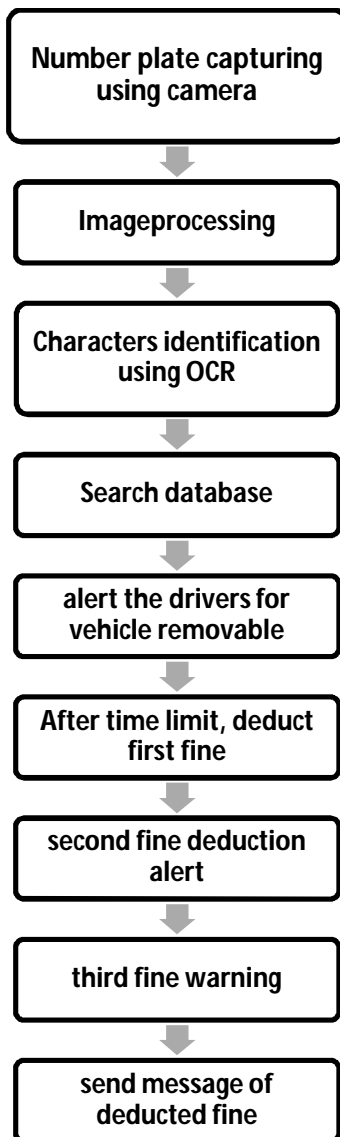 Number plate capturing
using camera
Imageprocessing
Characters identification
using OCR
Search database
alert the drivers for
vehicle removable
After time limit, deduct
first fine
second fine deduction
alert
third fine warning
send message of
deducted fine